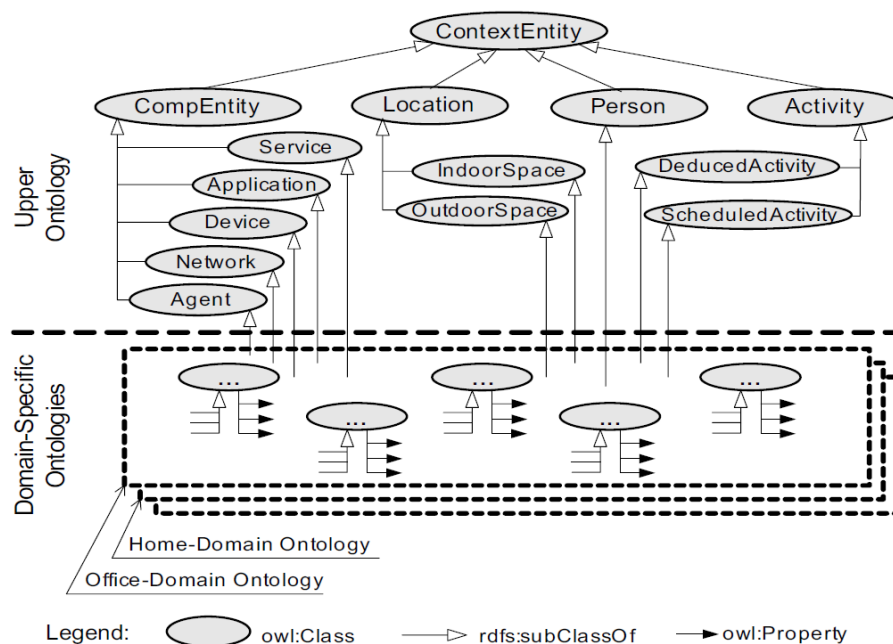 ContextEntity
CompEntity
Location
Person
Activity
Service
Application
Device
Network
Agent
IndoorSpace
OutdoorSpace
DeducedActivity
ScheduledActivity
Upper
Ontology
Domain-Specific
Ontologies
...
...
...
...
...
Home-Domain Ontology
Office-Domain Ontology
Legend: owl:Class rdfs:subClassOf owl:Property